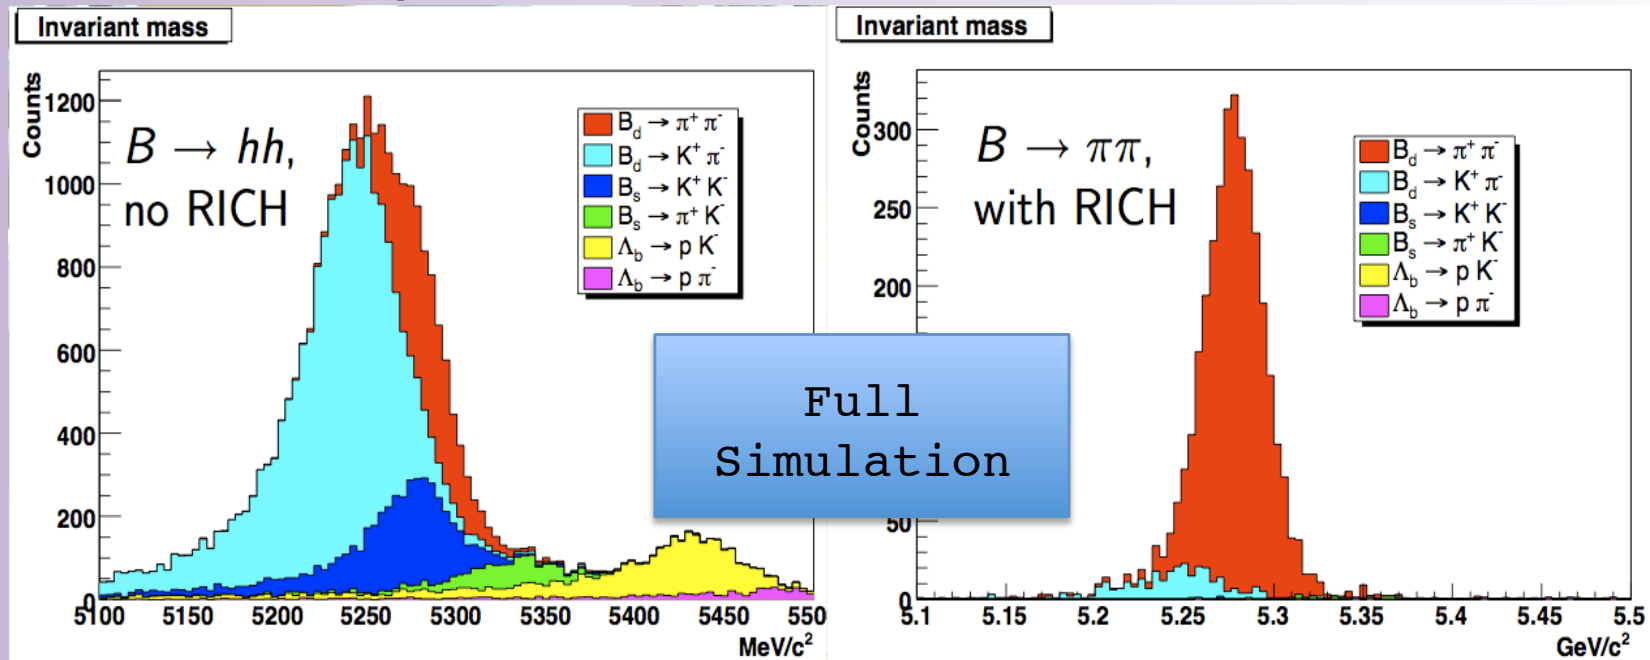 Invariant mass
Counts
1200
1000
800
600
400
200
0
B → hh,
no RICH
B_d → π⁺ π⁻
B_d → K⁺ π⁻
B_s → K⁺ K⁻
B_s → π⁺ K⁻
Λ_b → p K⁻
Λ_b → p π⁻
5100 5150 5200 5250 5300 5350 5400 5450 5500
MeV/c²
Full
Simulation
Invariant mass
Counts
300
250
200
50
0
B → ππ,
with RICH
B_d → π⁺ π⁻
B_d → K⁺ π⁻
B_s → K⁺ K⁻
B_s → π⁺ K⁻
Λ_b → p K⁻
Λ_b → p π⁻
5.1 5.15 5.2 5.25 5.3 5.35 5.4 5.45 5.5
GeV/c²